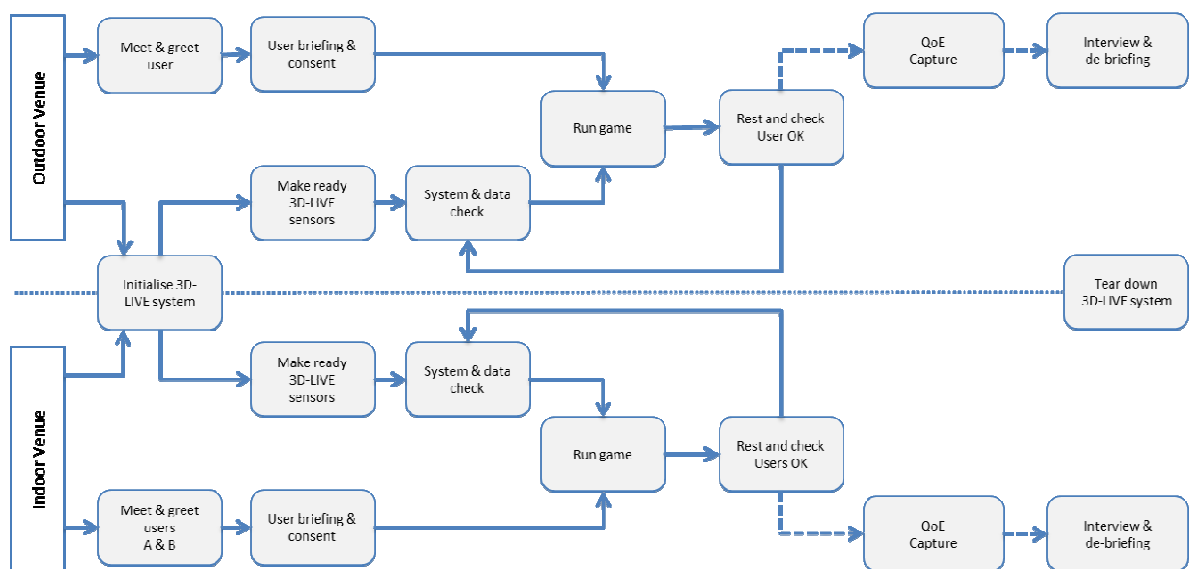 Outdoor Venue
Meet & greet
user
User briefing &
consent
QoE
Capture
Interview &
de-briefing
Run game
Rest and check
User OK
Make ready
3D-LIVE
sensors
System & data
check
Initialise 3D-
LIVE system
Tear down
3D-LIVE system
Indoor Venue
Make ready
3D-LIVE
sensors
System & data
check
Run game
Rest and check
Users OK
Meet & greet
users
A & B
User briefing &
consent
QoE
Capture
Interview &
de-briefing